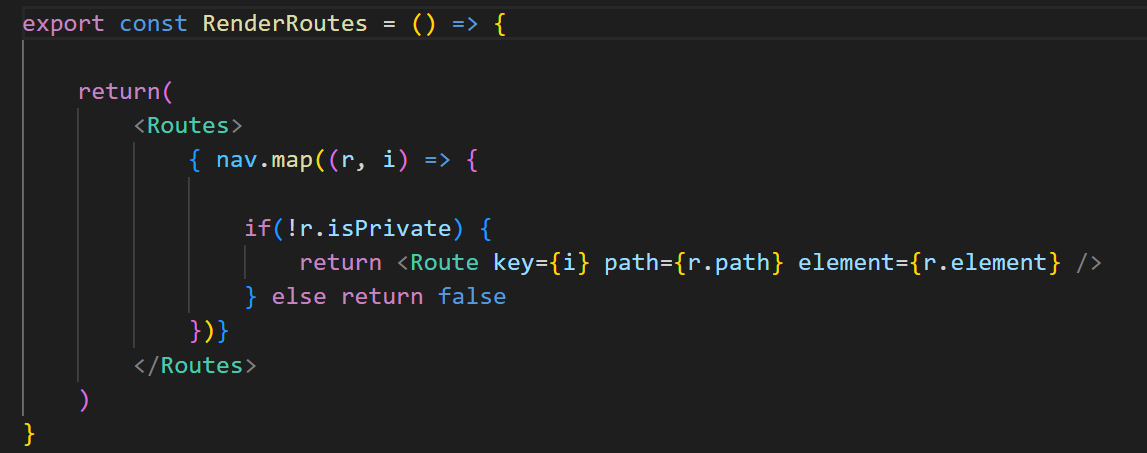 export const RenderRoutes = () => {
return(
<Routes>
{ nav.map((r, i) => {
if(!r.isPrivate) {
return <Route key={i} path={r.path} element={r.element} />
} else return false
})}
</Routes>
)
}